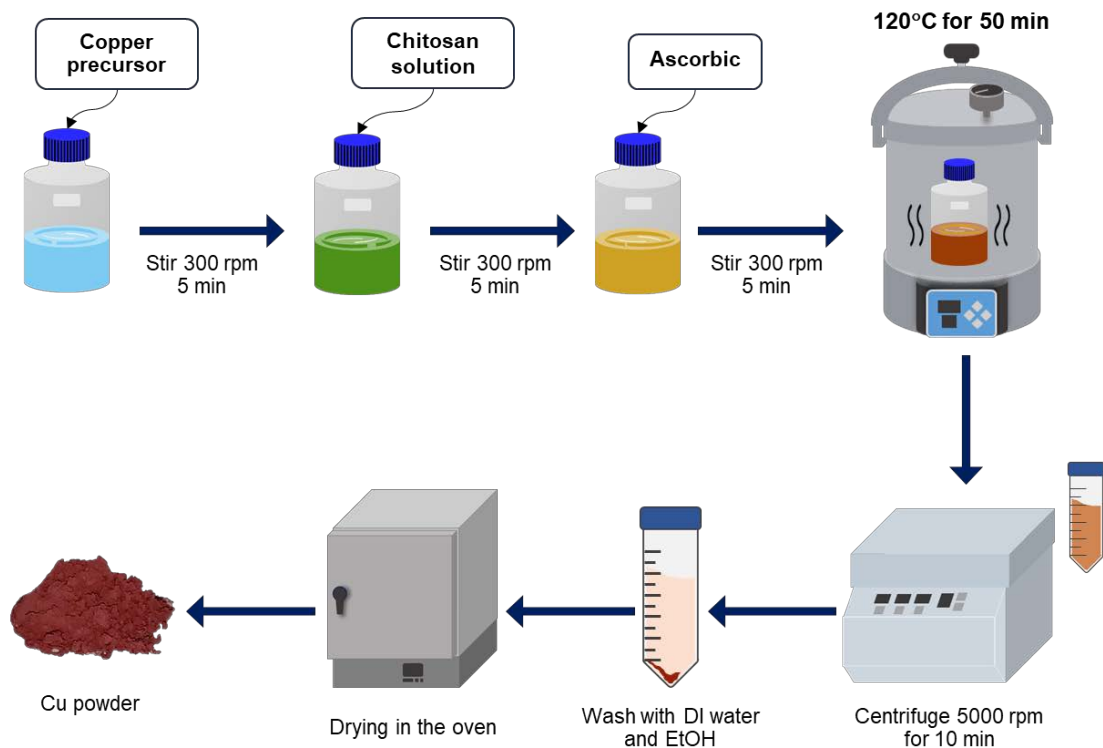 Copper
precursor
Chitosan
solution
Ascorbic
120°C for 50 min
Stir 300 rpm
5 min
Stir 300 rpm
5 min
Stir 300 rpm
5 min
Cu powder
Drying in the oven
Wash with DI water
and EtOH
Centrifuge 5000 rpm
for 10 min